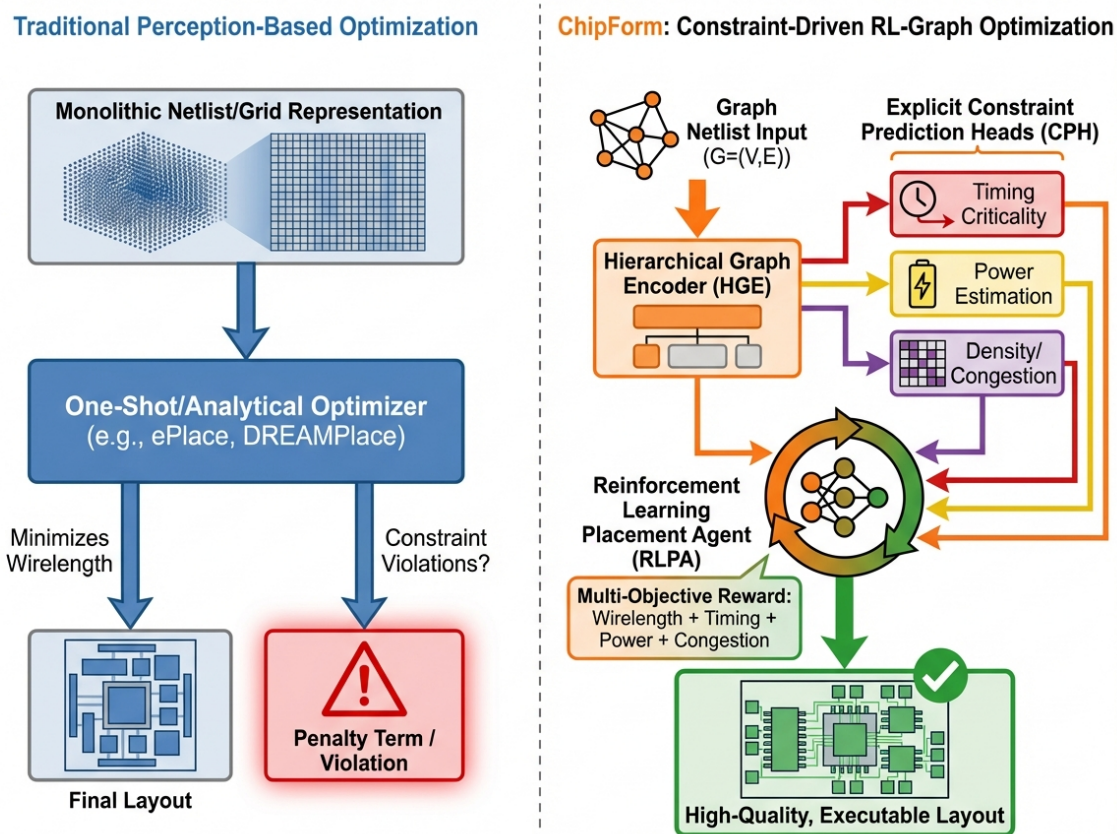 Traditional Perception-Based Optimization
Monolithic Netlist/Grid Representation
One-Shot/Analytical Optimizer
(e.g., ePlace, DREAMPlace)
Minimizes
Wirelength
Constraint
Violations?
Final Layout
Penalty Term /
Violation
ChipForm: Constraint-Driven RL-Graph Optimization
Graph
Netlist Input
(G=(V,E))
Explicit Constraint
Prediction Heads (CPH)
Hierarchical Graph
Encoder (HGE)
Timing
Criticality
Power
Estimation
Density/
Congestion
Reinforcement
Learning
Placement Agent
(RLPA)
Multi-Objective Reward:
Wirelength + Timing +
Power + Congestion
High-Quality, Executable Layout